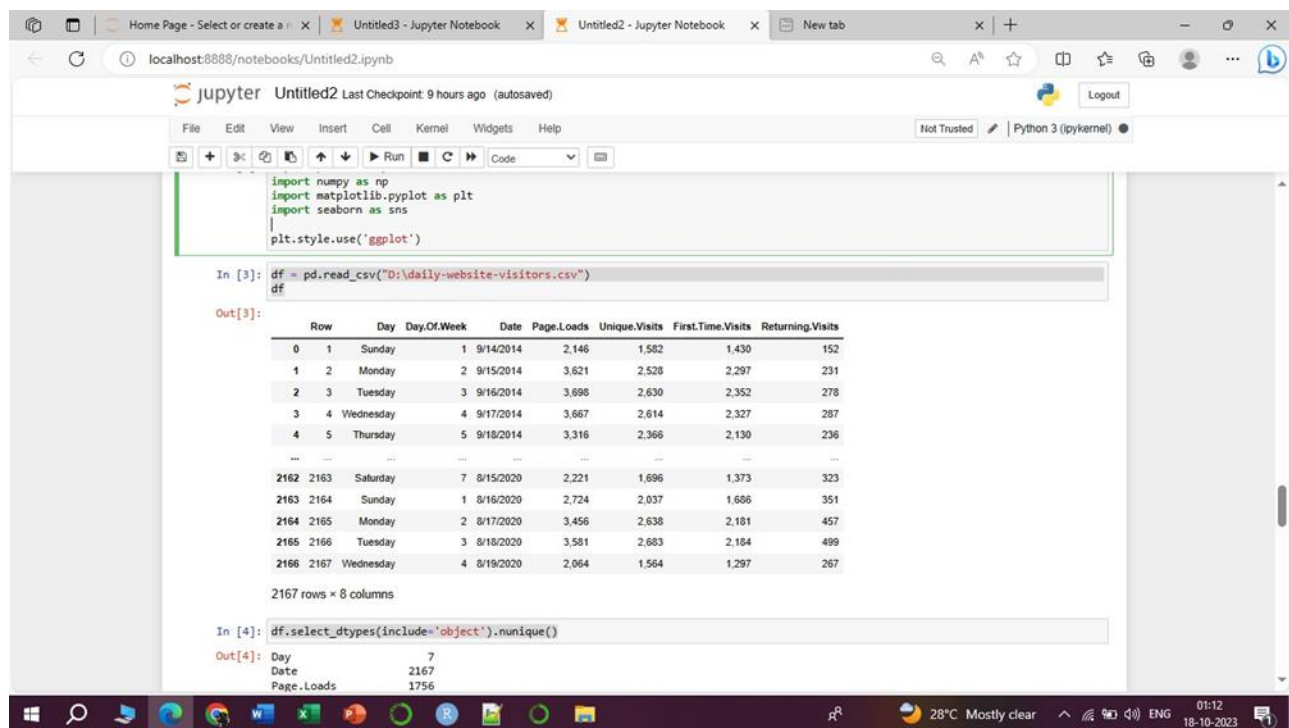 Home Page - Select or create a n
Untitled3 - Jupyter Notebook
Untitled2 - Jupyter Notebook
New tab
localhost:8888/notebooks/Untitled2.ipynb
jupyter Untitled2 Last Checkpoint: 9 hours ago (autosaved)
Logout
File Edit View Insert Cell Kernel Widgets Help
Not Trusted Python 3 (ipykernel)
Run Code
import numpy as np
import matplotlib.pyplot as plt
import seaborn as sns
plt.style.use('ggplot')
In [3]: df = pd.read_csv("D:\daily-website-visitors.csv")
df
Out[3]:
Row Day Day.Of.Week Date Page.Loads Unique.Visits First.Time.Visits Returning.Visits
0 1 Sunday 1 9/14/2014 2,146 1,582 1,430 152
1 2 Monday 2 9/15/2014 3,621 2,528 2,297 231
2 3 Tuesday 3 9/16/2014 3,698 2,630 2,352 278
3 4 Wednesday 4 9/17/2014 3,667 2,614 2,327 287
4 5 Thursday 5 9/18/2014 3,316 2,366 2,130 236
... ... ... ... ... ... ... ... ...
2162 2163 Saturday 7 8/15/2020 2,221 1,696 1,373 323
2163 2164 Sunday 1 8/16/2020 2,724 2,037 1,686 351
2164 2165 Monday 2 8/17/2020 3,456 2,638 2,181 457
2165 2166 Tuesday 3 8/18/2020 3,581 2,683 2,184 499
2166 2167 Wednesday 4 8/19/2020 2,064 1,564 1,297 267
2167 rows × 8 columns
In [4]: df.select_dtypes(include='object').nunique()
Out[4]: Day 7
Date 2167
Page.Loads 1756
28°C Mostly clear
ENG
01:12
18-10-2023